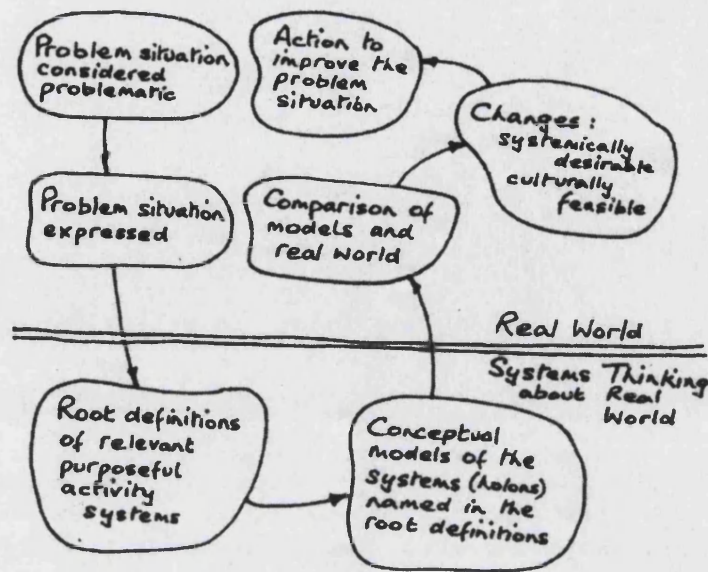 Problem situation
considered
problematic
Problem situation
expressed
Root definitions
of relevant
purposeful
activity
systems
Conceptual
models of the
systems (holons)
named in the
root definitions
Comparison of
models and
real world
Changes:
systemically
desirable
culturally
feasible
Action to
improve the
problem
situation
Real World
Systems Thinking
about Real
World